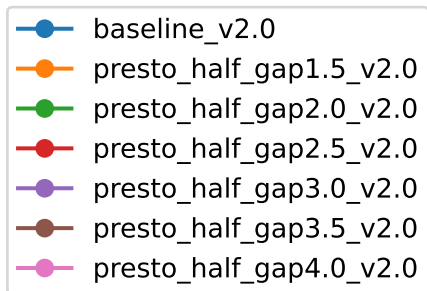 baseline_v2.0
presto_half_gap1.5_v2.0
presto_half_gap2.0_v2.0
presto_half_gap2.5_v2.0
presto_half_gap3.0_v2.0
presto_half_gap3.5_v2.0
presto_half_gap4.0_v2.0